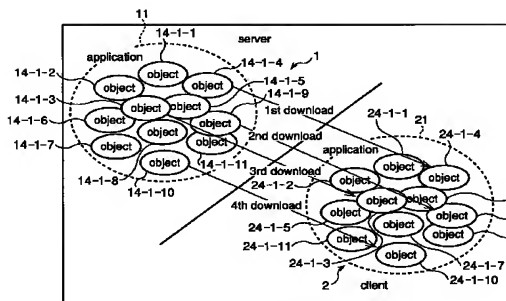 11
14-1-1
server
application
14-1-4
1
14-1-2
object
object
object
14-1-5
14-1-3
object
object
14-1-9
24-1-1
21
14-1-6
object
object
1st download
24-1-4
object
2nd download
application
14-1-7
object
object
object
object
14-1-11
3rd download
object
object
14-1-8
24-1-2
object
object
14-1-10
4th download
object
object
24-1-5
object
object
24-1-11
object
24-1-3
object
24-1-7
24-1-10
2
client